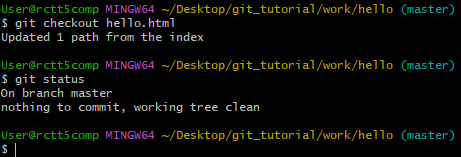 User@rctt5comp MINGW64 ~/Desktop/git_tutorial/work/hello (master)
$ git checkout hello.html
Updated 1 path from the index
User@rctt5comp MINGW64 ~/Desktop/git_tutorial/work/hello (master)
$ git status
On branch master
nothing to commit, working tree clean
User@rctt5comp MINGW64 ~/Desktop/git_tutorial/work/hello (master)
$